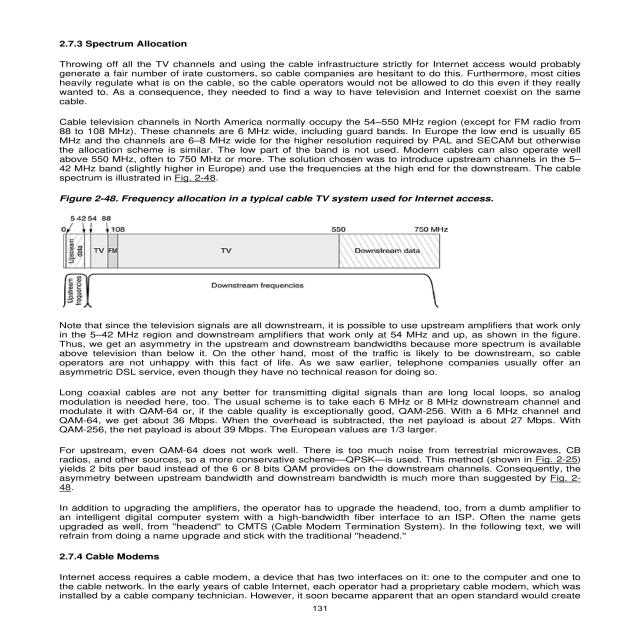 2.7.3 Spectrum Allocation
Throwing off all the TV channels and using the cable infrastructure strictly for Internet access would probably
generate a fair number of irate customers, so cable companies are hesitant to do this. Furthermore, most cities
heavily regulate what is on the cable, so the cable operators would not be allowed to do this even if they really
wanted to. As a consequence, they needed to find a way to have television and Internet coexist on the same
cable.
Cable television channels in North America normally occupy the 54–550 MHz region (except for FM radio from
88 to 108 MHz). These channels are 6 MHz wide, including guard bands. In Europe the low end is usually 65
MHz and the channels are 6–8 MHz wide for the higher resolution required by PAL and SECAM but otherwise
the allocation scheme is similar. The low part of the band is not used. Modern cables can also operate well
above 550 MHz, often to 750 MHz or more. The solution chosen was to introduce upstream channels in the 5–
42 MHz band (slightly higher in Europe) and use the frequencies at the high end for the downstream. The cable
spectrum is illustrated in Fig. 2-48.
Figure 2-48. Frequency allocation in a typical cable TV system used for Internet access.
5 42 54 88
0 108 550 750 MHz
Upstream data TV FM TV Downstream data
Upstream frequencies Downstream frequencies
Note that since the television signals are all downstream, it is possible to use upstream amplifiers that work only
in the 5–42 MHz region and downstream amplifiers that work only at 54 MHz and up, as shown in the figure.
Thus, we get an asymmetry in the upstream and downstream bandwidths because more spectrum is available
above television than below it. On the other hand, most of the traffic is likely to be downstream, so cable
operators are not unhappy with this fact of life. As we saw earlier, telephone companies usually offer an
asymmetric DSL service, even though they have no technical reason for doing so.
Long coaxial cables are not any better for transmitting digital signals than are long local loops, so analog
modulation is needed here, too. The usual scheme is to take each 6 MHz or 8 MHz downstream channel and
modulate it with QAM-64 or, if the cable quality is exceptionally good, QAM-256. With a 6 MHz channel and
QAM-64, we get about 36 Mbps. When the overhead is subtracted, the net payload is about 27 Mbps. With
QAM-256, the net payload is about 39 Mbps. The European values are 1/3 larger.
For upstream, even QAM-64 does not work well. There is too much noise from terrestrial microwaves, CB
radios, and other sources, so a more conservative scheme—QPSK—is used. This method (shown in Fig. 2-25)
yields 2 bits per baud instead of the 6 or 8 bits QAM provides on the downstream channels. Consequently, the
asymmetry between upstream bandwidth and downstream bandwidth is much more than suggested by Fig. 2-
48.
In addition to upgrading the amplifiers, the operator has to upgrade the headend, too, from a dumb amplifier to
an intelligent digital computer system with a high-bandwidth fiber interface to an ISP. Often the name gets
upgraded as well, from "headend" to CMTS (Cable Modem Termination System). In the following text, we will
refrain from doing a name upgrade and stick with the traditional "headend."
2.7.4 Cable Modems
Internet access requires a cable modem, a device that has two interfaces on it: one to the computer and one to
the cable network. In the early years of cable Internet, each operator had a proprietary cable modem, which was
installed by a cable company technician. However, it soon became apparent that an open standard would create
131